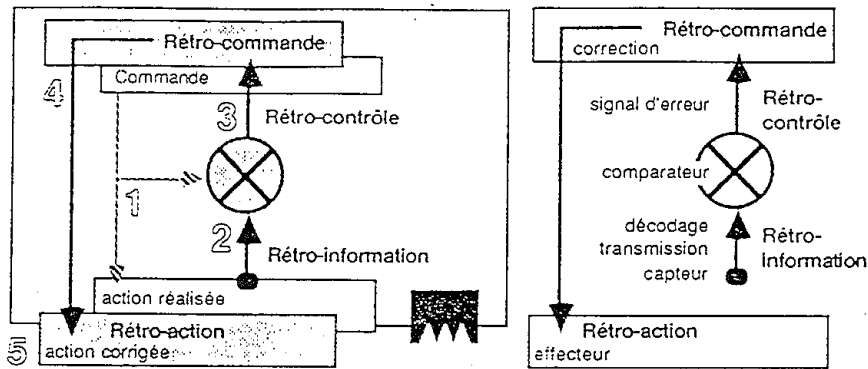 Rétro-commande
Commande
4
3
Rétro-contrôle
1
2
Rétro-information
action réalisée
Rétro-action
action corrigée
5
Rétro-commande
correction
signal d'erreur
Rétro-
contrôle
comparateur
décodage
transmission
capteur
Rétro-
information
Rétro-action
effecteur